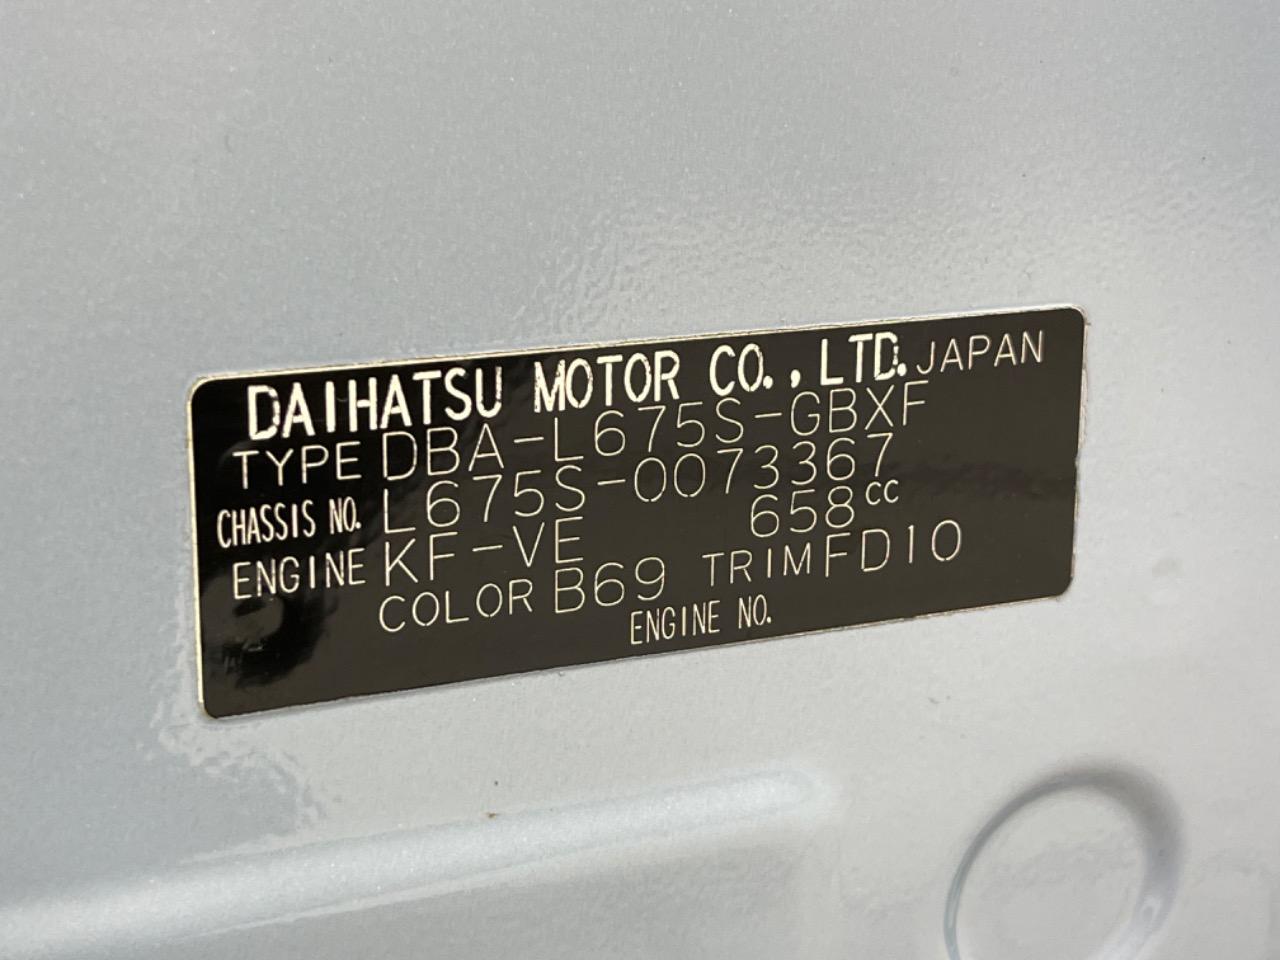 DAIHATSU MOTOR CO., LTD. JAPAN
TYPE DBA-L675S-GBXF
CHASSIS NO. L675S-0073367
ENGINE KF-VE 658cc
COLOR B69 TRIM FD10
ENGINE NO.